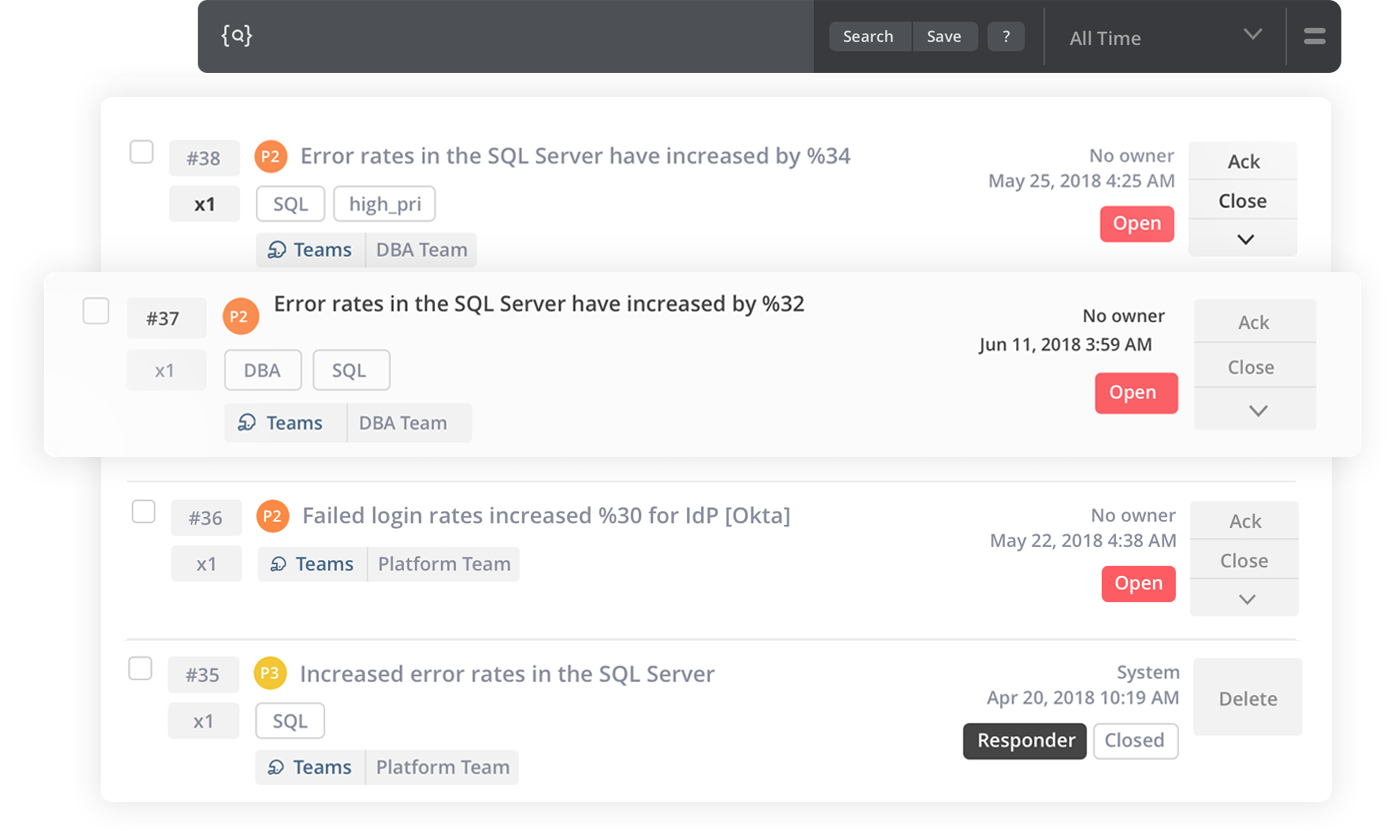 Search Save ? All Time
#38 P2 Error rates in the SQL Server have increased by %34 No owner Ack
May 25, 2018 4:25 AM
x1 SQL high_pri Open Close
Teams DBA Team
#37 P2 Error rates in the SQL Server have increased by %32 No owner Ack
Jun 11, 2018 3:59 AM
x1 DBA SQL Open Close
Teams DBA Team
#36 P2 Failed login rates increased %30 for IdP [Okta] No owner Ack
May 22, 2018 4:38 AM
x1 Teams Platform Team Open Close
#35 P3 Increased error rates in the SQL Server System Delete
Apr 20, 2018 10:19 AM
x1 SQL Responder Closed
Teams Platform Team